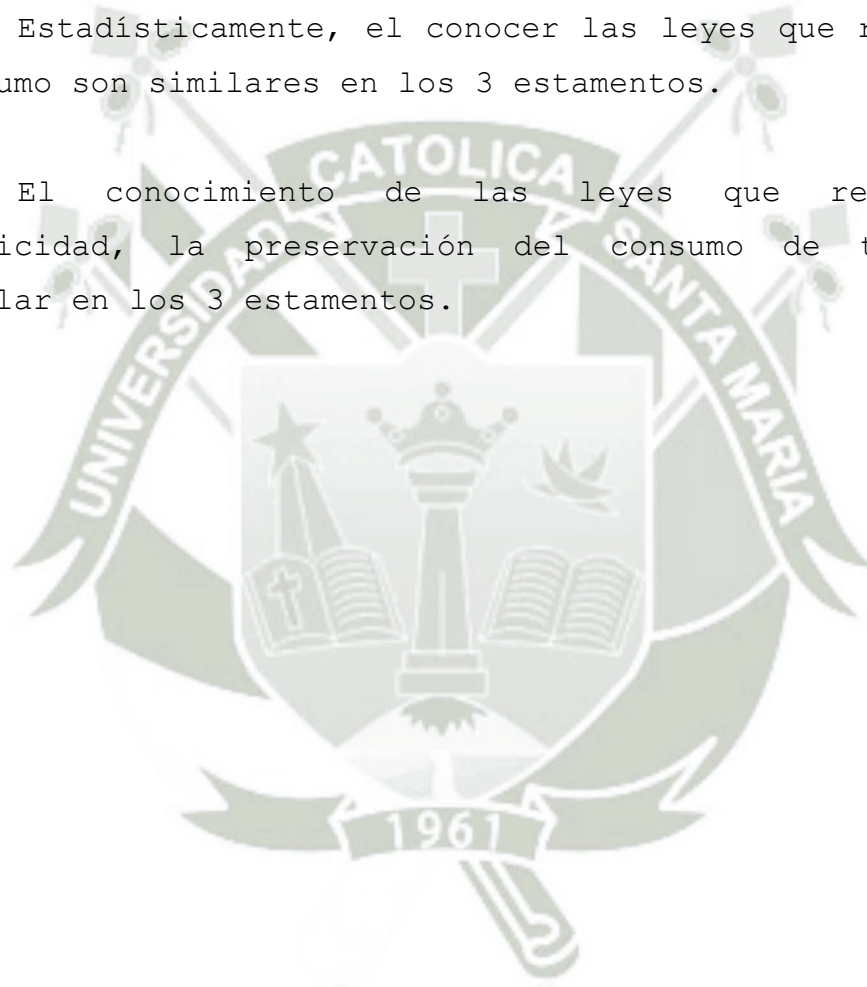 Estadísticamente, el conocer las leyes que r
umo son similares en los 3 estamentos.
El conocimiento de las leyes que re
icidad, la preservación del consumo de t
lar en los 3 estamentos.
UNIVERSIDAD CATOLICA SANTA MARIA
1961